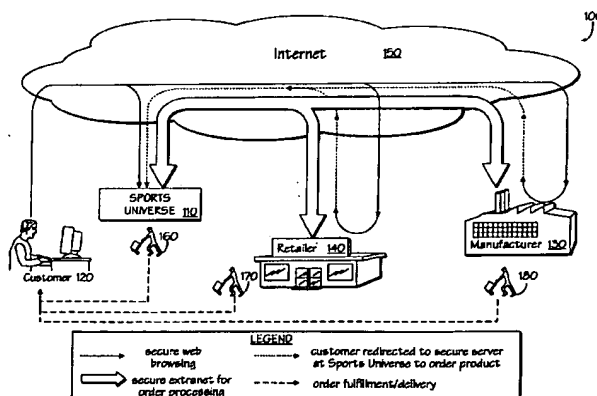 100
Internet 150
SPORTS
UNIVERSE 110
160
Customer 120
Retailer 140
170
Manufacturer 130
180
LEGEND
secure web
browsing
customer redirected to secure server
at Sports Universe to order product
secure extranet for
order processing
order fulfillment/delivery